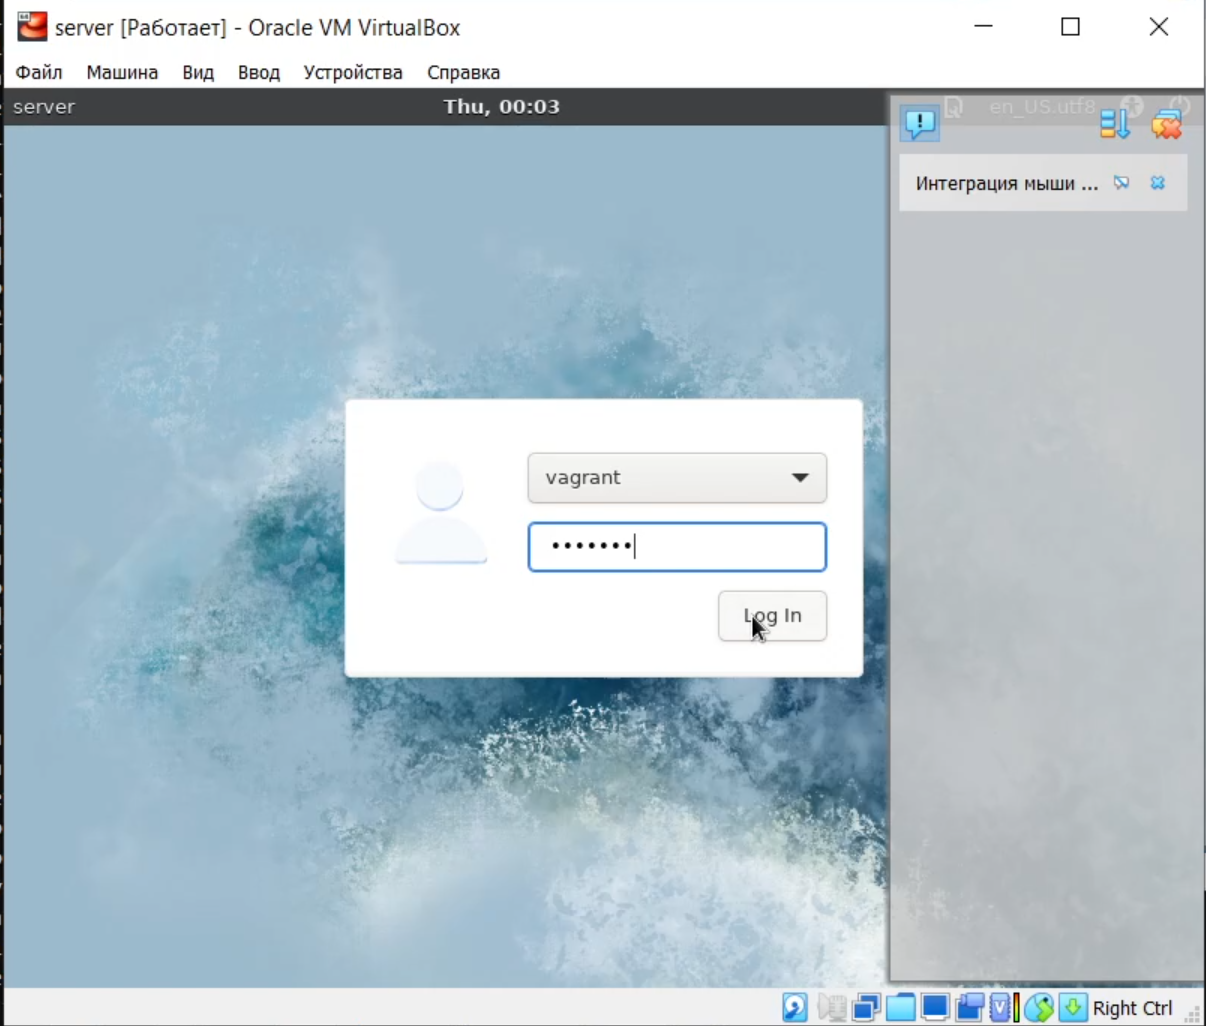 server [Работает] - Oracle VM VirtualBox
Файл Машина Вид Ввод Устройства Справка
server Thu, 00:03 en_US.utf8
Интеграция мыши ...
vagrant
•••••••
Log In
Right Ctrl